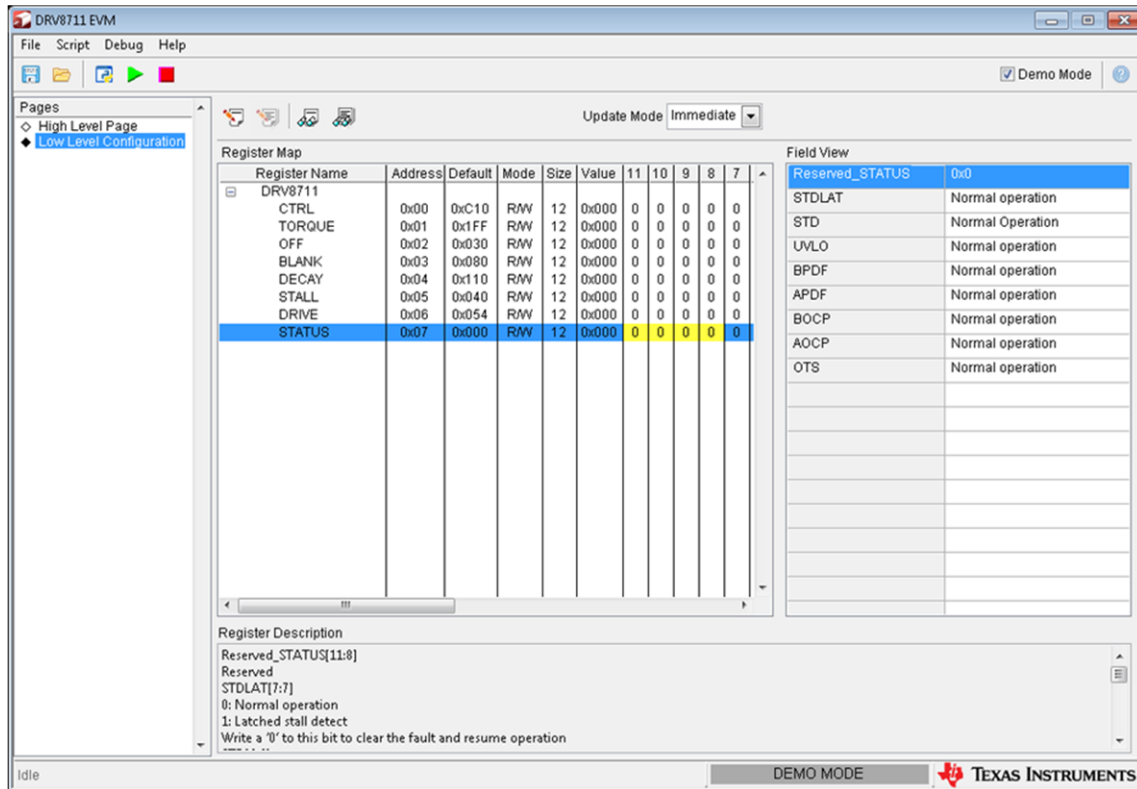 DRV8711 EVM
File Script Debug Help
Demo Mode
Pages
High Level Page
Low Level Configuration
Update Mode Immediate
Register Map
Register Name Address Default Mode Size Value 11 10 9 8 7
DRV8711
CTRL 0x00 0xC10 R/W 12 0x000 0 0 0 0 0
TORQUE 0x01 0x1FF R/W 12 0x000 0 0 0 0 0
OFF 0x02 0x030 R/W 12 0x000 0 0 0 0 0
BLANK 0x03 0x080 R/W 12 0x000 0 0 0 0 0
DECAY 0x04 0x110 R/W 12 0x000 0 0 0 0 0
STALL 0x05 0x040 R/W 12 0x000 0 0 0 0 0
DRIVE 0x06 0x054 R/W 12 0x000 0 0 0 0 0
STATUS 0x07 0x000 R/W 12 0x000 0 0 0 0 0
Field View
Reserved_STATUS 0x0
STDLAT Normal operation
STD Normal Operation
UVLO Normal operation
BPDF Normal operation
APDF Normal operation
BOCP Normal operation
AOCP Normal operation
OTS Normal operation
Register Description
Reserved_STATUS[11:8]
Reserved
STDLAT[7:7]
0: Normal operation
1: Latched stall detect
Write a '0' to this bit to clear the fault and resume operation
Idle
DEMO MODE
TEXAS INSTRUMENTS